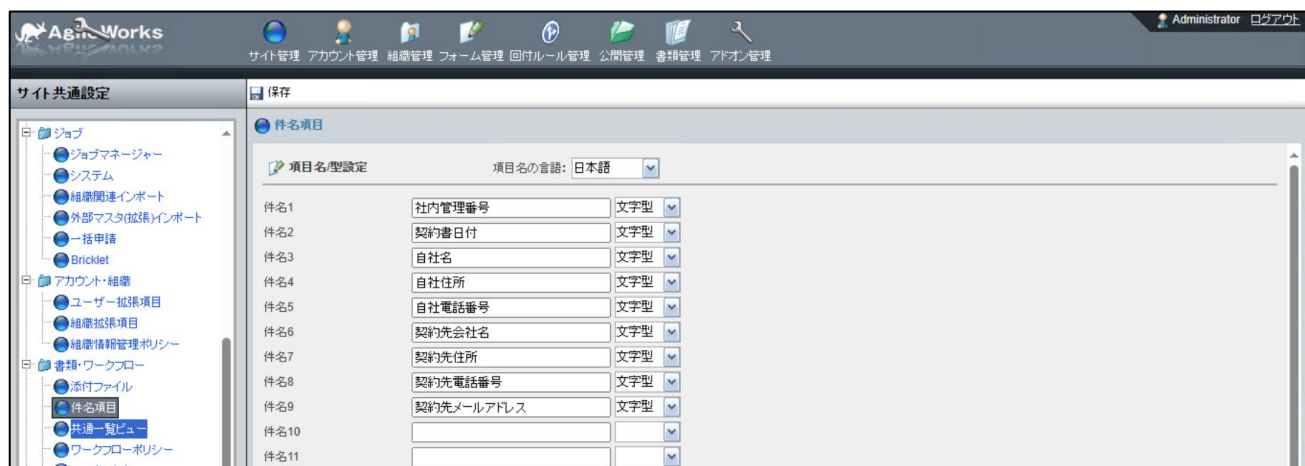 AgileWorks
Administrator ログアウト
サイト管理 アカウント管理 組織管理 フォーム管理 回付ルール管理 公開管理 書類管理 アドオン管理
サイト共通設定
保存
ジョブ
ジョブマネージャー
システム
組織関連インポート
外部マスタ(拡張)インポート
一括申請
Bricklet
アカウント・組織
ユーザー拡張項目
組織拡張項目
組織情報管理ポリシー
書類・ワークフロー
添付ファイル
件名項目
共通一覧ビュー
ワークフローポリシー
件名項目
項目名/型設定 項目名の言語: 日本語
件名1 社内管理番号 文字型
件名2 契約書日付 文字型
件名3 自社名 文字型
件名4 自社住所 文字型
件名5 自社電話番号 文字型
件名6 契約先会社名 文字型
件名7 契約先住所 文字型
件名8 契約先電話番号 文字型
件名9 契約先メールアドレス 文字型
件名10
件名11